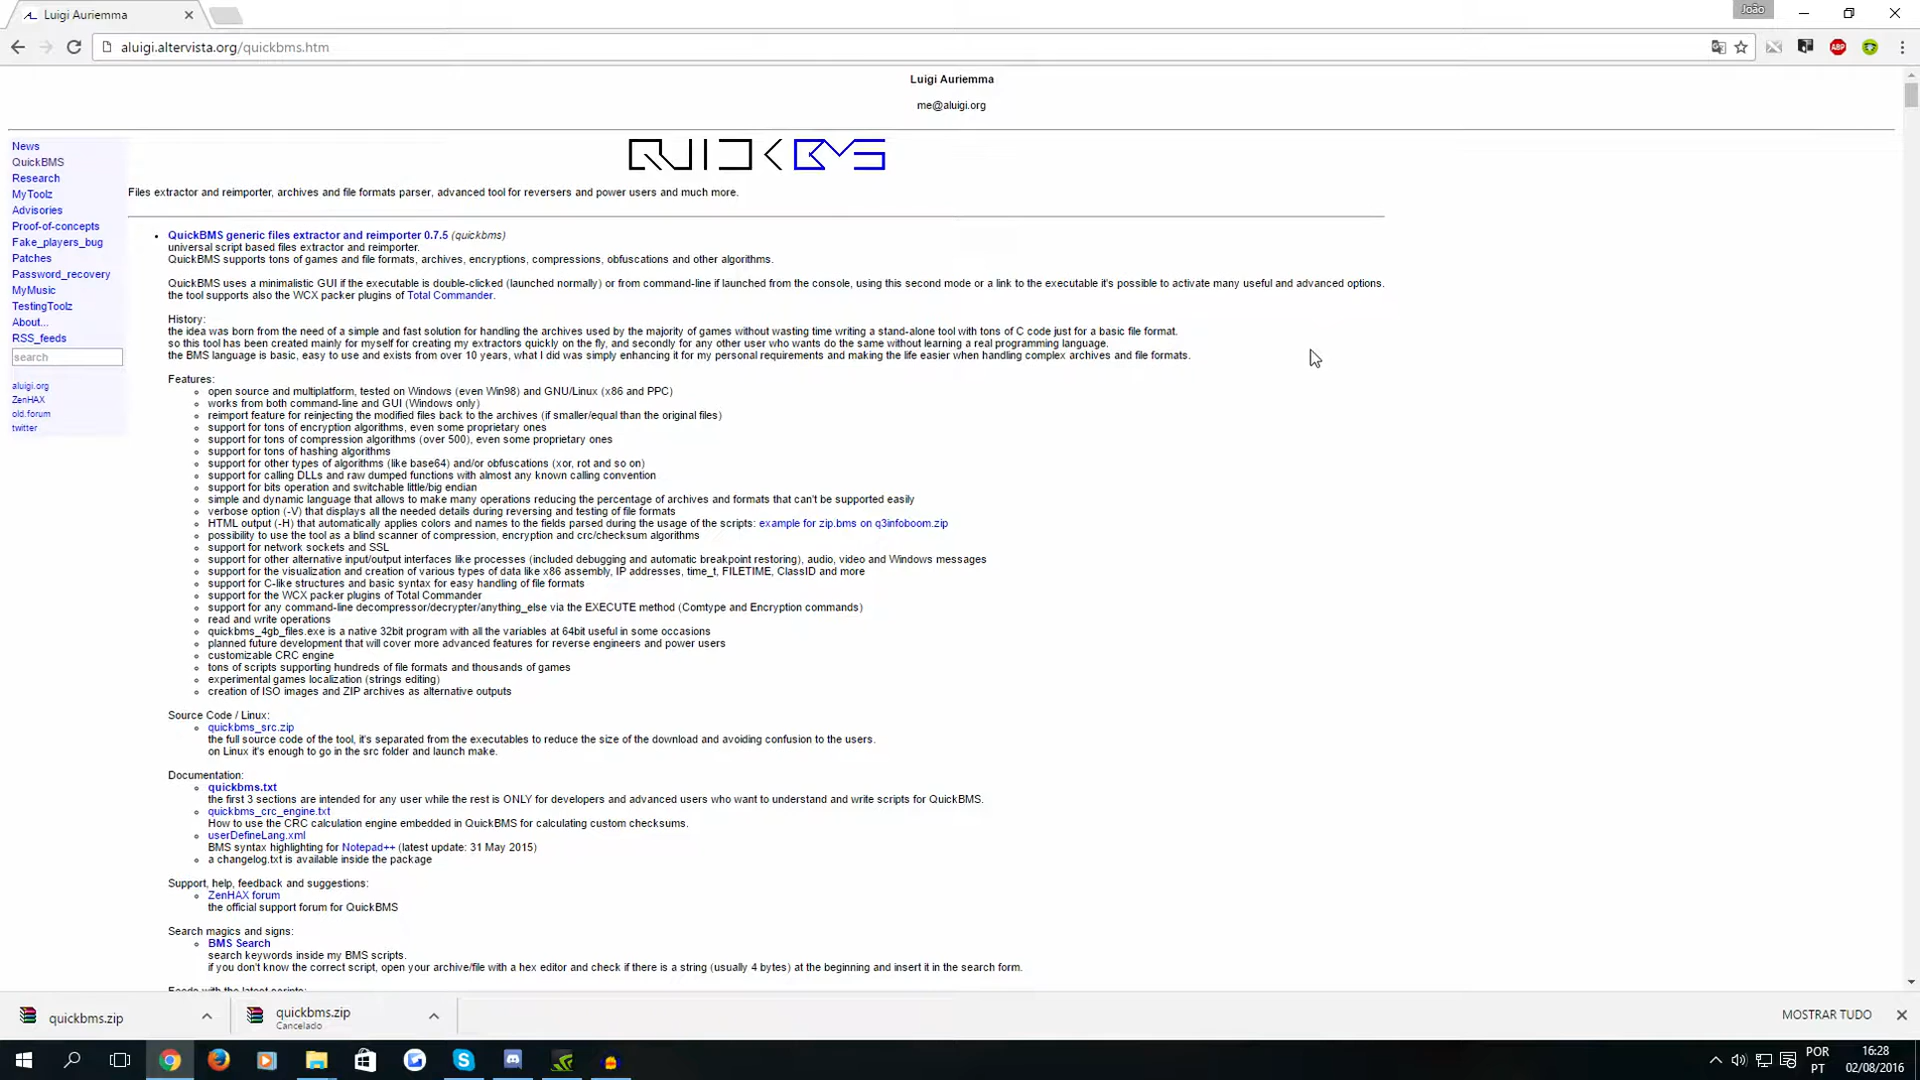 Luigi Auriemma
João
aluigi.altervista.org/quickbms.htm
ABP
Luigi Auriemma
me@aluigi.org
News
QuickBMS
Research
MyToolz
Advisories
Proof-of-concepts
Fake_players_bug
Patches
Password_recovery
MyMusic
TestingToolz
About...
RSS_feeds
search
aluigi.org
ZenHAX
old.forum
twitter
QUICKBMS
Files extractor and reimporter, archives and file formats parser, advanced tool for reversers and power users and much more.
QuickBMS generic files extractor and reimporter 0.7.5 (quickbms)
universal script based files extractor and reimporter.
QuickBMS supports tons of games and file formats, archives, encryptions, compressions, obfuscations and other algorithms.
QuickBMS uses a minimalistic GUI if the executable is double-clicked (launched normally) or from command-line if launched from the console, using this second mode or a link to the executable it's possible to activate many useful and advanced options.
the tool supports also the WCX packer plugins of Total Commander.
History:
the idea was born from the need of a simple and fast solution for handling the archives used by the majority of games without wasting time writing a stand-alone tool with tons of C code just for a basic file format.
so this tool has been created mainly for myself for creating my extractors quickly on the fly, and secondly for any other user who wants do the same without learning a real programming language.
the BMS language is basic, easy to use and exists from over 10 years, what I did was simply enhancing it for my personal requirements and making the life easier when handling complex archives and file formats.
Features:
open source and multiplatform, tested on Windows (even Win98) and GNU/Linux (x86 and PPC)
works from both command-line and GUI (Windows only)
reimport feature for reinjecting the modified files back to the archives (if smaller/equal than the original files)
support for tons of encryption algorithms, even some proprietary ones
support for tons of compression algorithms (over 500), even some proprietary ones
support for tons of hashing algorithms
support for other types of algorithms (like base64) and/or obfuscations (xor, rot and so on)
support for calling DLLs and raw dumped functions with almost any known calling convention
support for bits operation and switchable little/big endian
simple and dynamic language that allows to make many operations reducing the percentage of archives and formats that can't be supported easily
verbose option (-V) that displays all the needed details during reversing and testing of file formats
HTML output (-H) that automatically applies colors and names to the fields parsed during the usage of the scripts: example for zip.bms on q3infoboom.zip
possibility to use the tool as a blind scanner of compression, encryption and crc/checksum algorithms
support for network sockets and SSL
support for other alternative input/output interfaces like processes (included debugging and automatic breakpoint restoring), audio, video and Windows messages
support for the visualization and creation of various types of data like x86 assembly, IP addresses, time_t, FILETIME, ClassID and more
support for C-like structures and basic syntax for easy handling of file formats
support for the WCX packer plugins of Total Commander
support for any command-line decompressor/decrypter/anything_else via the EXECUTE method (Comtype and Encryption commands)
read and write operations
quickbms_4gb_files.exe is a native 32bit program with all the variables at 64bit useful in some occasions
planned future development that will cover more advanced features for reverse engineers and power users
customizable CRC engine
tons of scripts supporting hundreds of file formats and thousands of games
experimental games localization (strings editing)
creation of ISO images and ZIP archives as alternative outputs
Source Code / Linux:
quickbms_src.zip
the full source code of the tool, it's separated from the executables to reduce the size of the download and avoiding confusion to the users.
on Linux it's enough to go in the src folder and launch make.
Documentation:
quickbms.txt
the first 3 sections are intended for any user while the rest is ONLY for developers and advanced users who want to understand and write scripts for QuickBMS.
quickbms_crc_engine.txt
How to use the CRC calculation engine embedded in QuickBMS for calculating custom checksums.
userDefineLang.xml
BMS syntax highlighting for Notepad++ (latest update: 31 May 2015)
a changelog.txt is available inside the package
Support, help, feedback and suggestions:
ZenHAX forum
the official support forum for QuickBMS
Search magics and signs:
BMS Search
search keywords inside my BMS scripts.
if you don't know the correct script, open your archive/file with a hex editor and check if there is a string (usually 4 bytes) at the beginning and insert it in the search form.
Feeds with the latest scripts:
quickbms.zip
quickbms.zip
Cancelado
MOSTRAR TUDO
POR
PT
16:28
02/08/2016